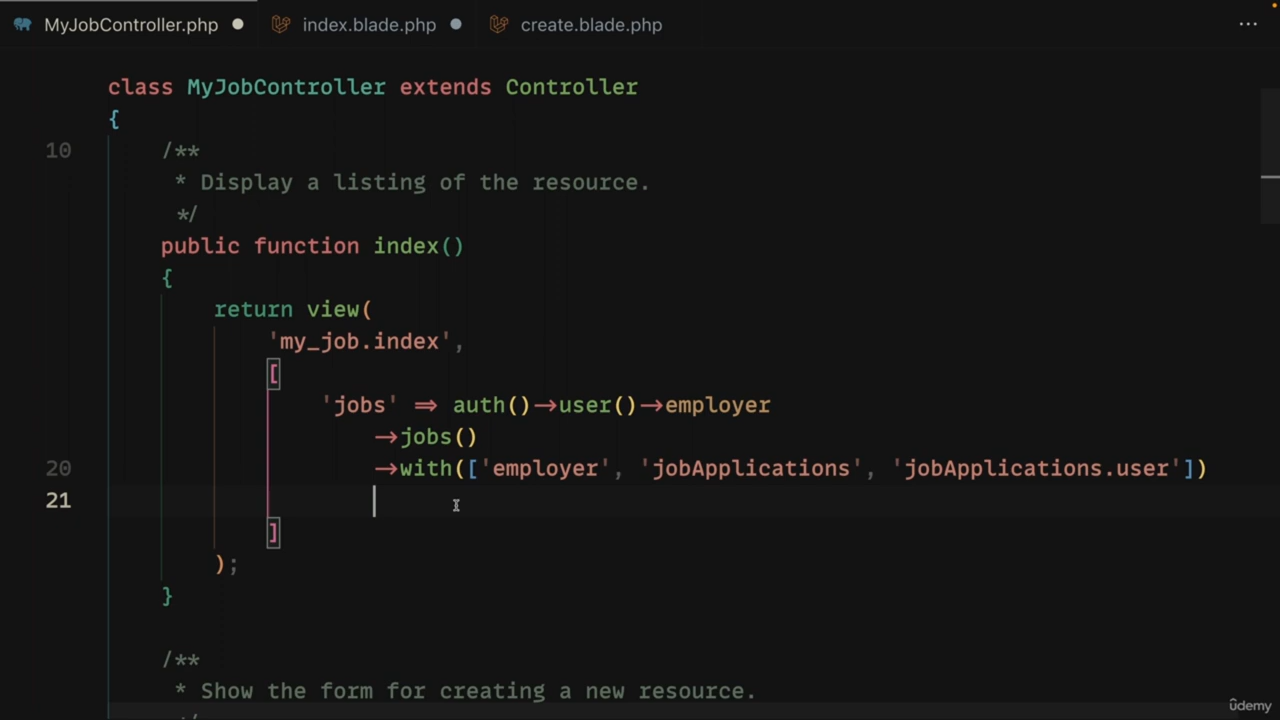 MyJobController.php index.blade.php create.blade.php ...
class MyJobController extends Controller
{
10 /**
* Display a listing of the resource.
*/
public function index()
{
return view(
'my_job.index',
[
'jobs' => auth()->user()->employer
->jobs()
20 ->with(['employer', 'jobApplications', 'jobApplications.user'])
21
]
);
}
/**
* Show the form for creating a new resource.
ûdemy